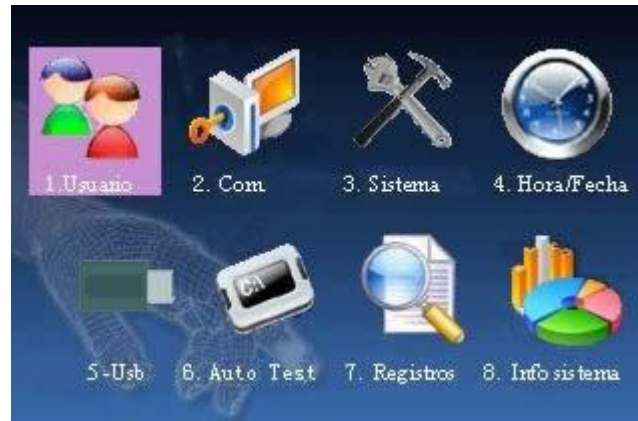 1.Usuario
2. Com.
3. Sistema
4. Hora/Fecha
5-Usb
6. Auto Test
7. Registros
8. Info sistema
C:\